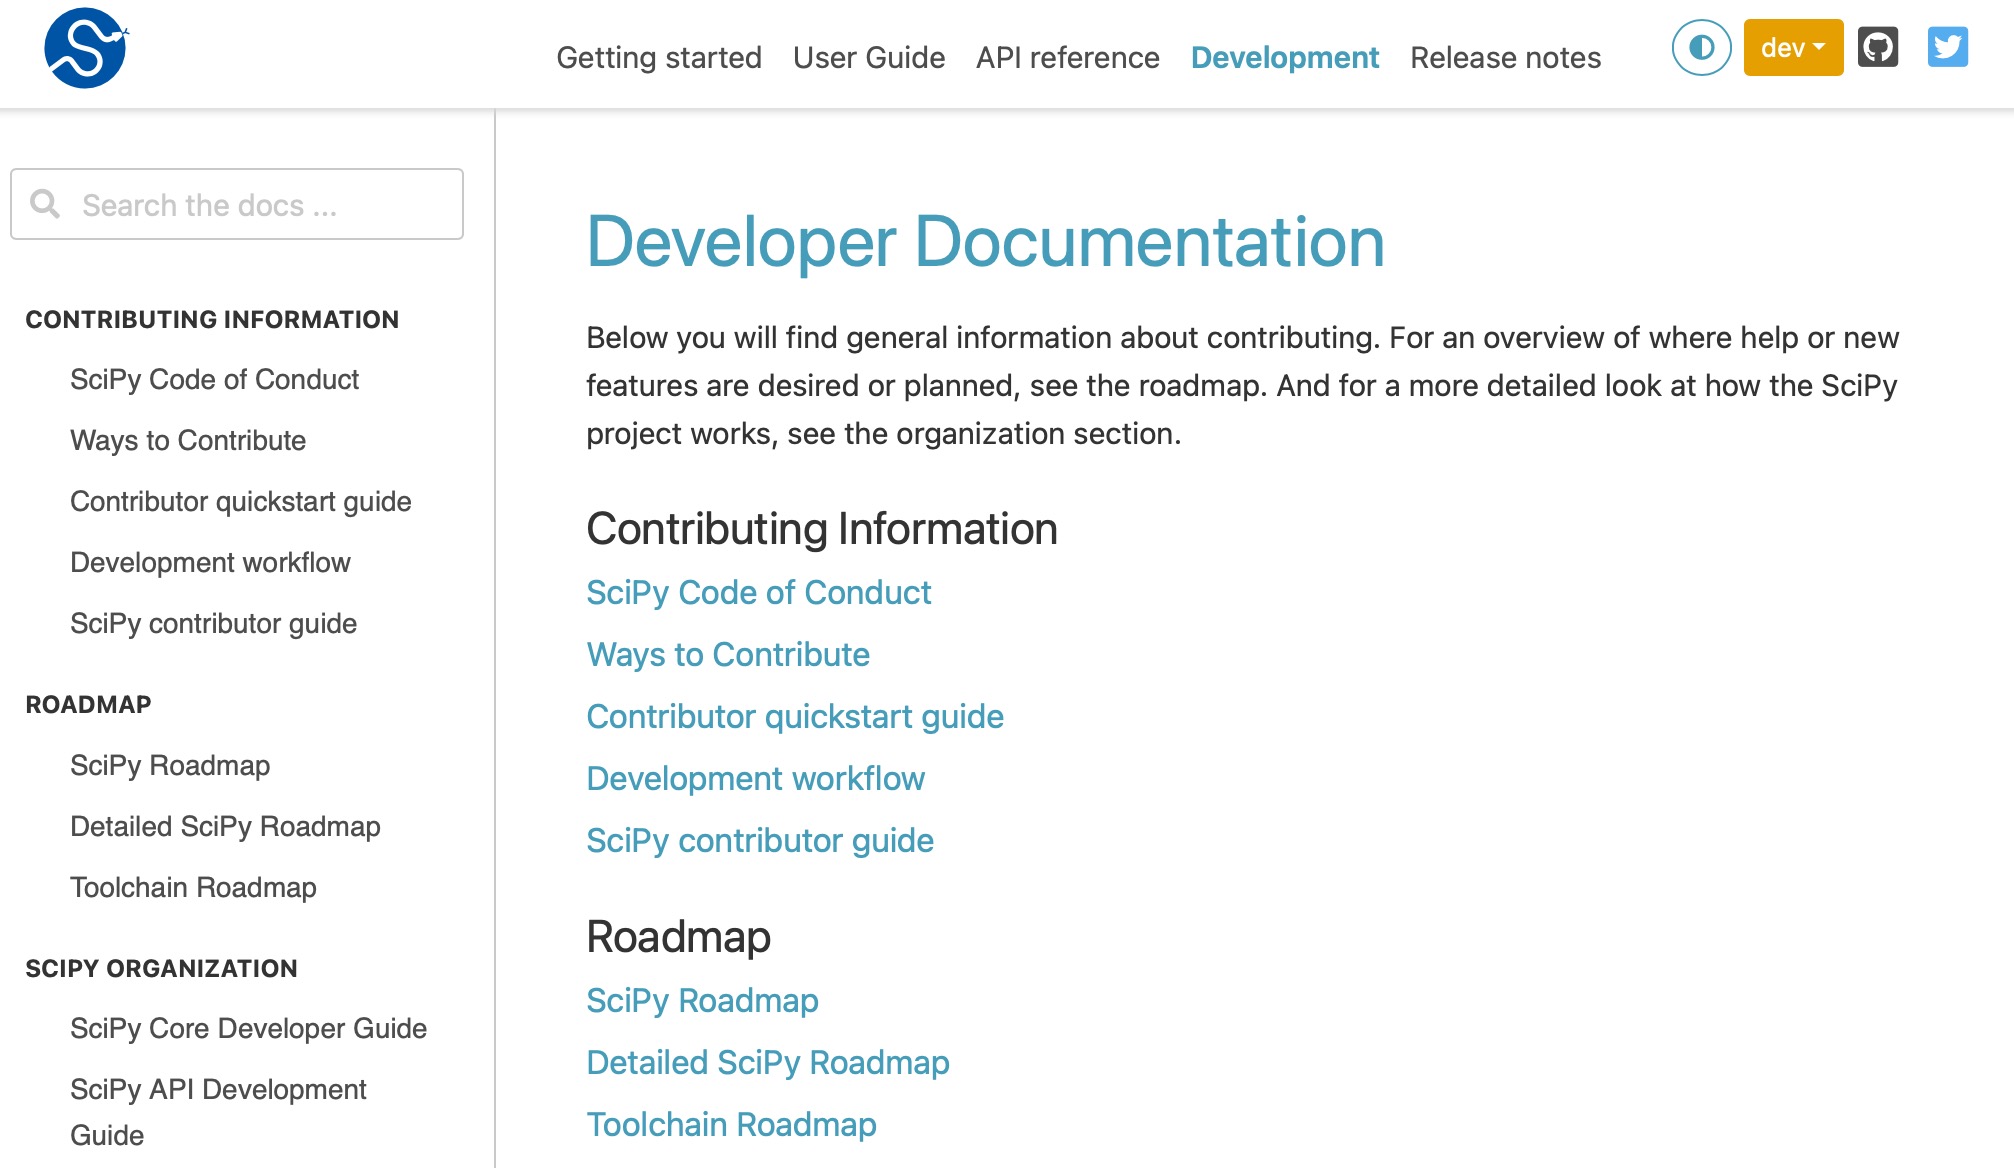 Getting started
User Guide
API reference
Development
Release notes
dev
Search the docs ...
CONTRIBUTING INFORMATION
SciPy Code of Conduct
Ways to Contribute
Contributor quickstart guide
Development workflow
SciPy contributor guide
ROADMAP
SciPy Roadmap
Detailed SciPy Roadmap
Toolchain Roadmap
SCIPY ORGANIZATION
SciPy Core Developer Guide
SciPy API Development
Guide
Developer Documentation
Below you will find general information about contributing. For an overview of where help or new
features are desired or planned, see the roadmap. And for a more detailed look at how the SciPy
project works, see the organization section.
Contributing Information
SciPy Code of Conduct
Ways to Contribute
Contributor quickstart guide
Development workflow
SciPy contributor guide
Roadmap
SciPy Roadmap
Detailed SciPy Roadmap
Toolchain Roadmap